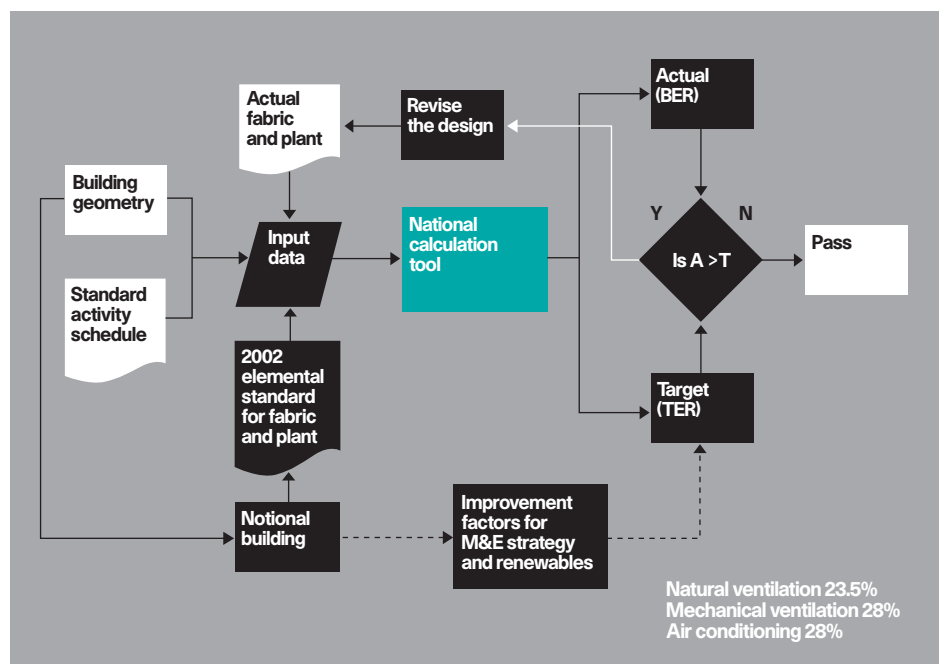 Actual
fabric
and plant
Revise
the design
Actual
(BER)
Building
geometry
Input
data
National
calculation
tool
Y
N
Is A >T
Pass
Standard
activity
schedule
2002
elemental
standard
for fabric
and plant
Target
(TER)
Notional
building
Improvement
factors for
M&E strategy
and renewables
Natural ventilation 23.5%
Mechanical ventilation 28%
Air conditioning 28%